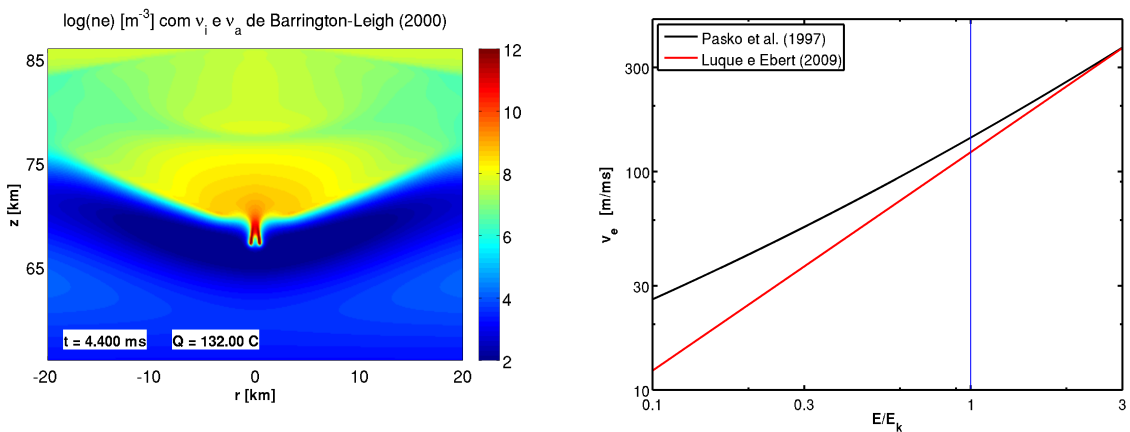 log(ne) [m⁻³] com ν_i e ν_a de Barrington-Leigh (2000)
85
75
65
z [km]
t = 4.400 ms Q = 132.00 C
-20 -10 0 10 20
r [km]
12
10
8
6
4
2
Pasko et al. (1997)
Luque e Ebert (2009)
300
100
30
10
v_e [m/ms]
0.1 0.3 1 3
E/E_k